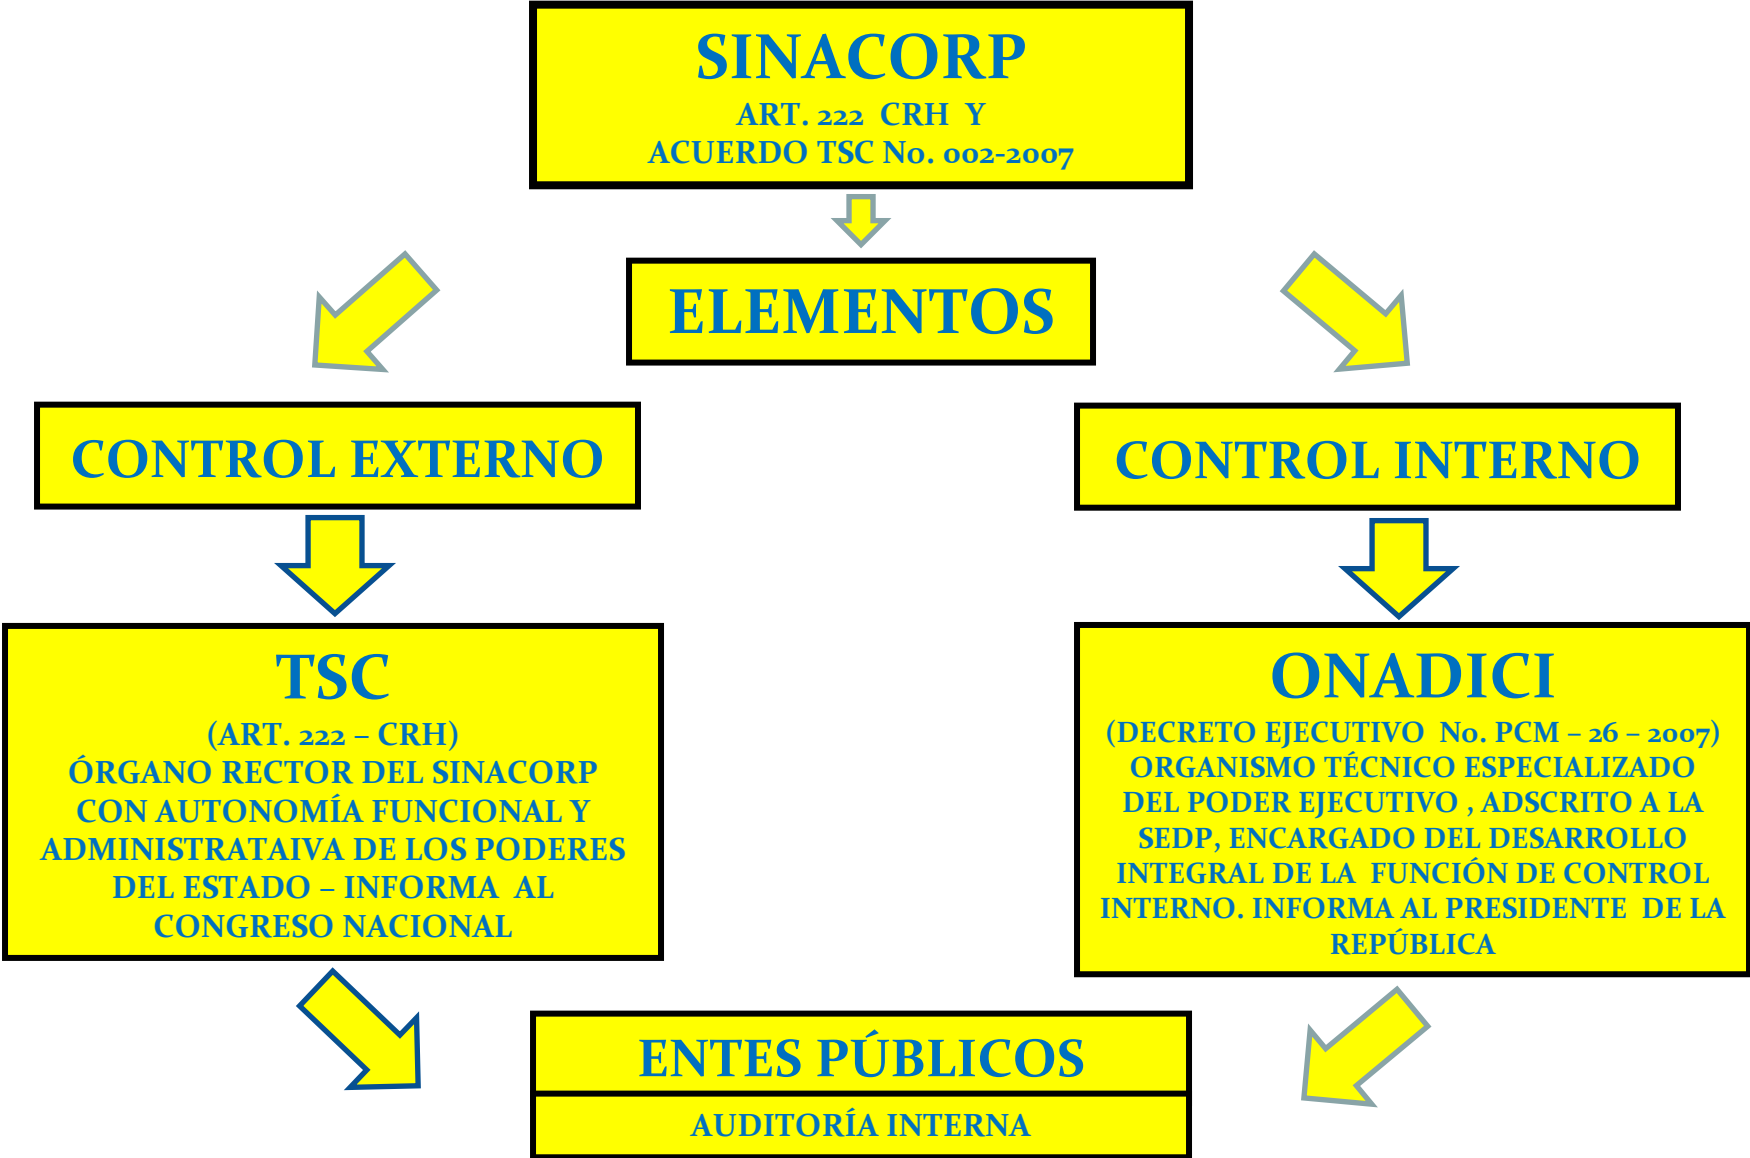 SINACORP
ART. 222 CRH Y
ACUERDO TSC No. 002-2007
ELEMENTOS
CONTROL EXTERNO
CONTROL INTERNO
TSC
(ART. 222 – CRH)
ÓRGANO RECTOR DEL SINACORP
CON AUTONOMÍA FUNCIONAL Y
ADMINISTRATAIVA DE LOS PODERES
DEL ESTADO – INFORMA AL
CONGRESO NACIONAL
ONADICI
(DECRETO EJECUTIVO No. PCM – 26 – 2007)
ORGANISMO TÉCNICO ESPECIALIZADO
DEL PODER EJECUTIVO , ADSCRITO A LA
SEDP, ENCARGADO DEL DESARROLLO
INTEGRAL DE LA FUNCIÓN DE CONTROL
INTERNO. INFORMA AL PRESIDENTE DE LA
REPÚBLICA
ENTES PÚBLICOS
AUDITORÍA INTERNA